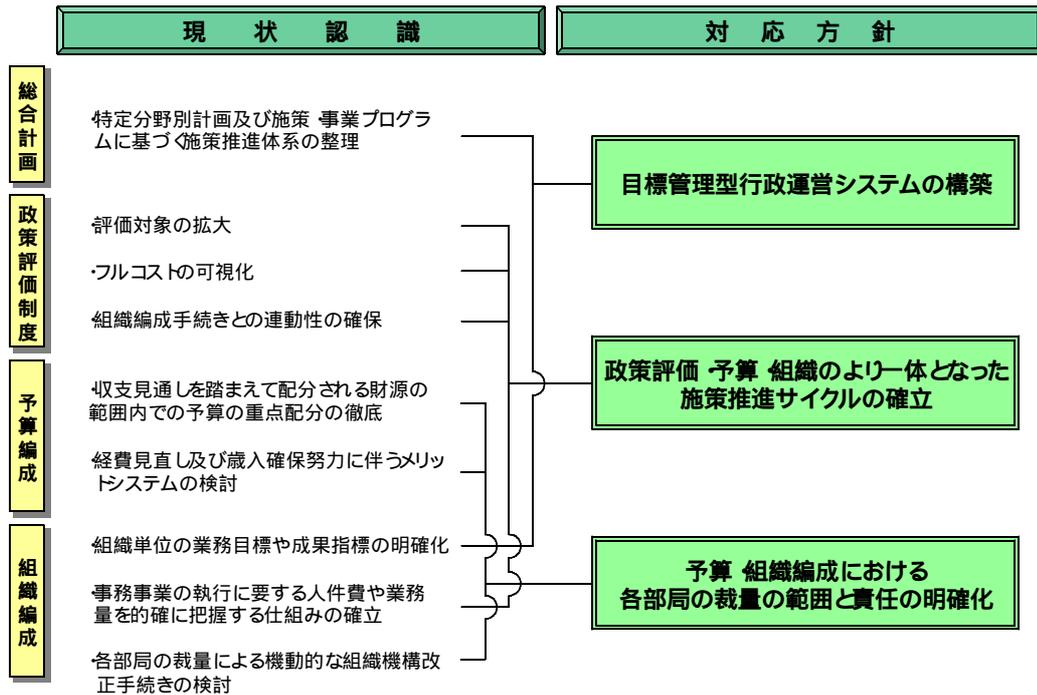 現状認識
対応方針
総合計画
・特定分野別計画及び施策・事業プログラ
ムに基づく施策推進体系の整理
目標管理型行政運営システムの構築
政策評価制度
・評価対象の拡大
・フルコストの可視化
・組織編成手続きとの連動性の確保
政策評価・予算・組織のより一体となった
施策推進サイクルの確立
予算編成
・収支見通しを踏まえて配分される財源の
範囲内での予算の重点配分の徹底
・経費見直し及び歳入確保努力に伴うメリッ
トシステムの検討
組織編成
・組織単位の業務目標や成果指標の明確化
・事務事業の執行に要する人件費や業務
量を的確に把握する仕組みの確立
・各部局の裁量による機動的な組織機構改
正手続きの検討
予算・組織編成における
各部局の裁量の範囲と責任の明確化